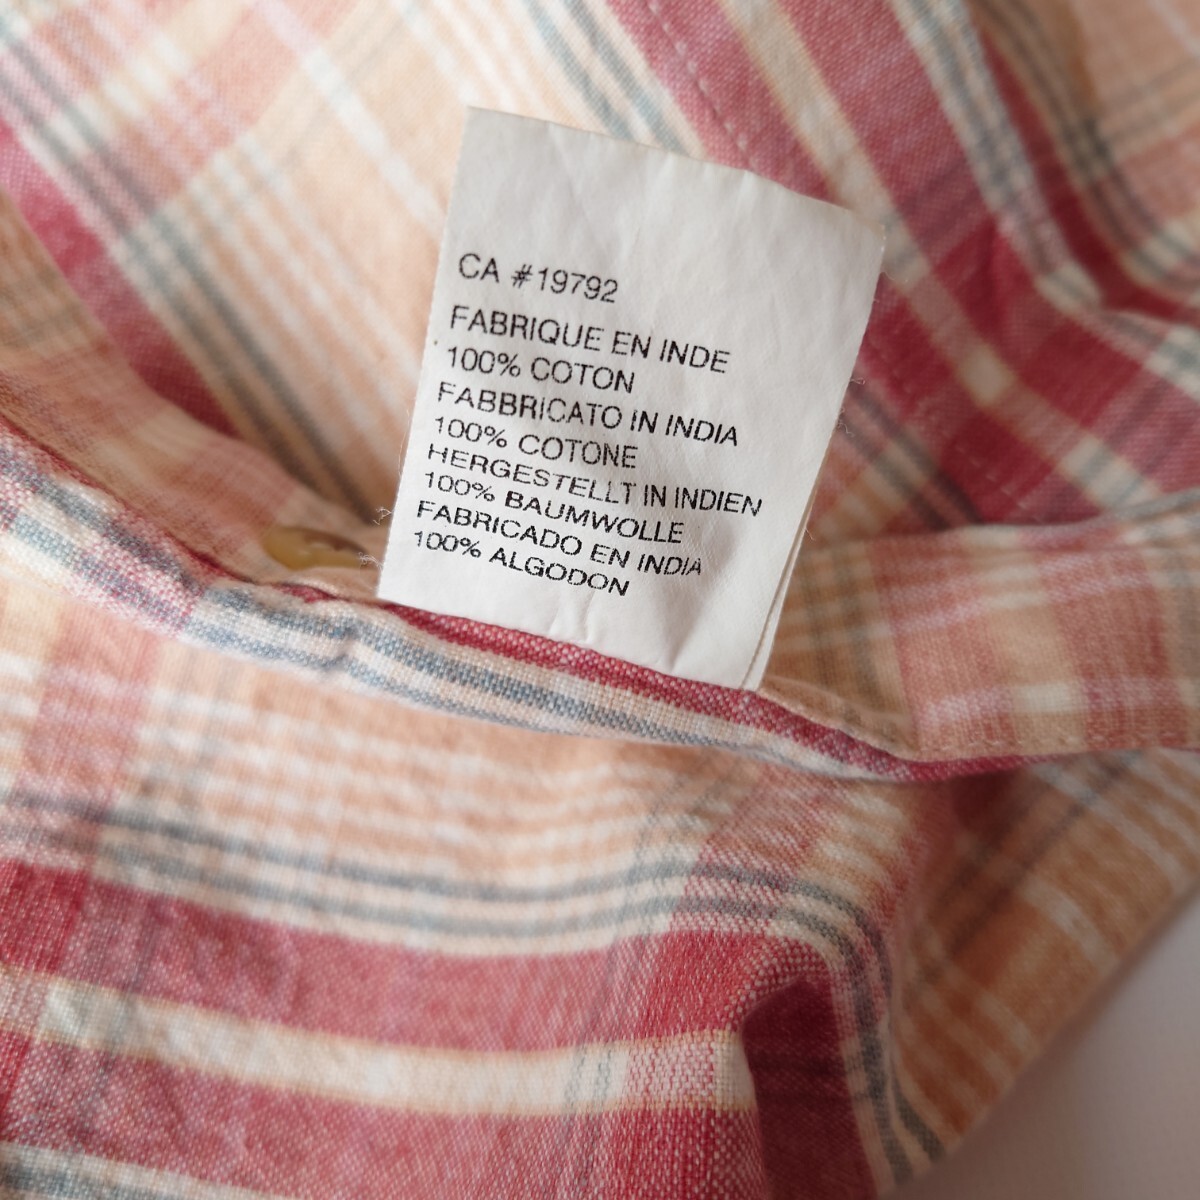 CA #19792
FABRIQUE EN INDE
100% COTON
FABBRICATO IN INDIA
100% COTONE
HERGESTELLT IN INDIEN
100% BAUMWOLLE
FABRICADO EN INDIA
100% ALGODON